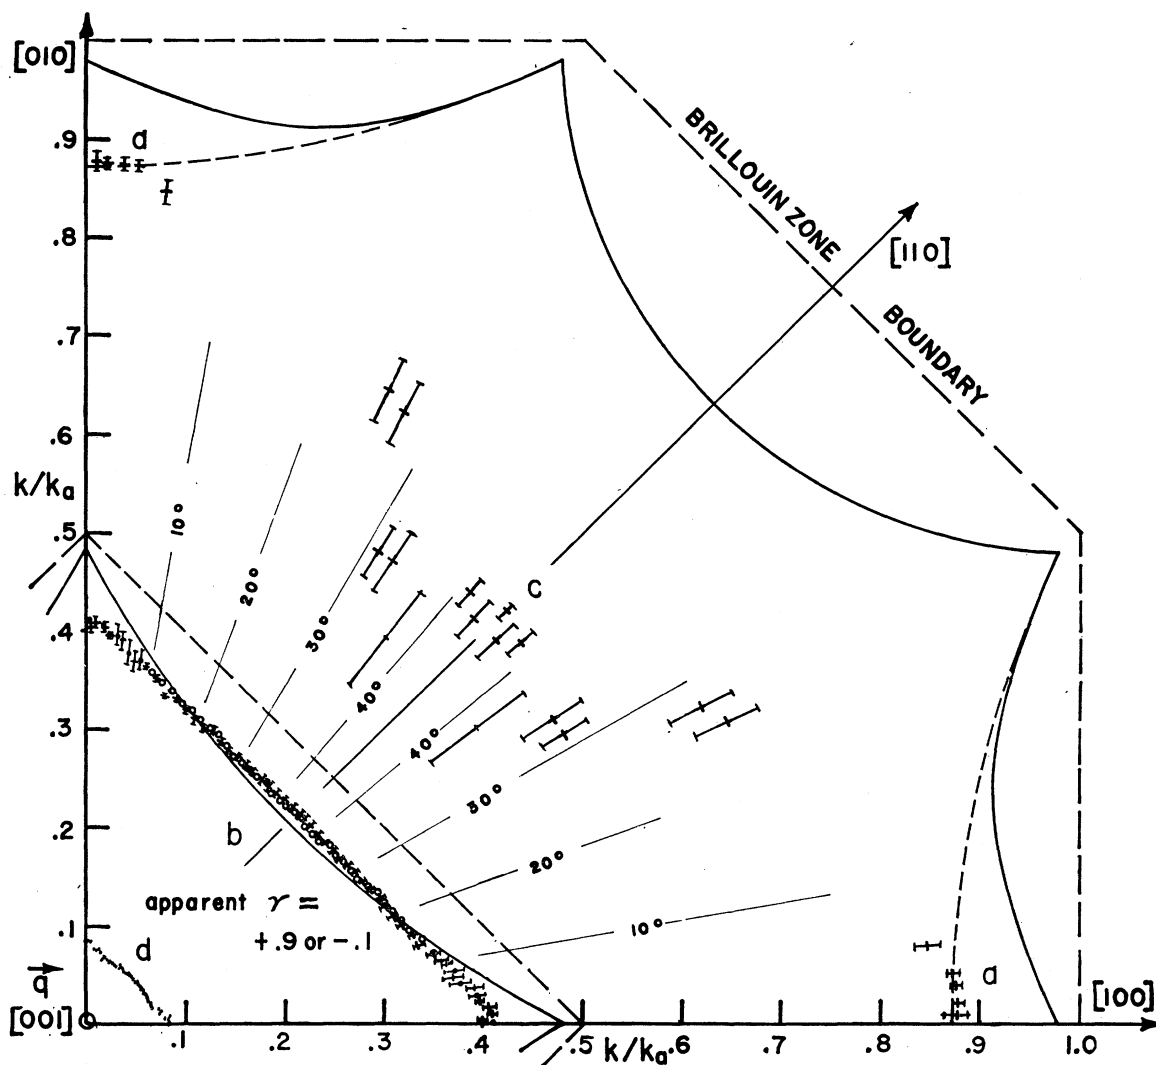 [010]
a
.9
BRILLOUIN ZONE
BOUNDARY
.8
[110]
.7
.6
k/ka
10°
.5
20°
30°
c
.4
40°
40°
.3
30°
b
.2
20°
apparent γ =
+.9 or -.1
10°
.1
d
a
q
[001]
0
[100]
.1
.2
.3
.4
.5
k/ka
.6
.7
.8
.9
1.0